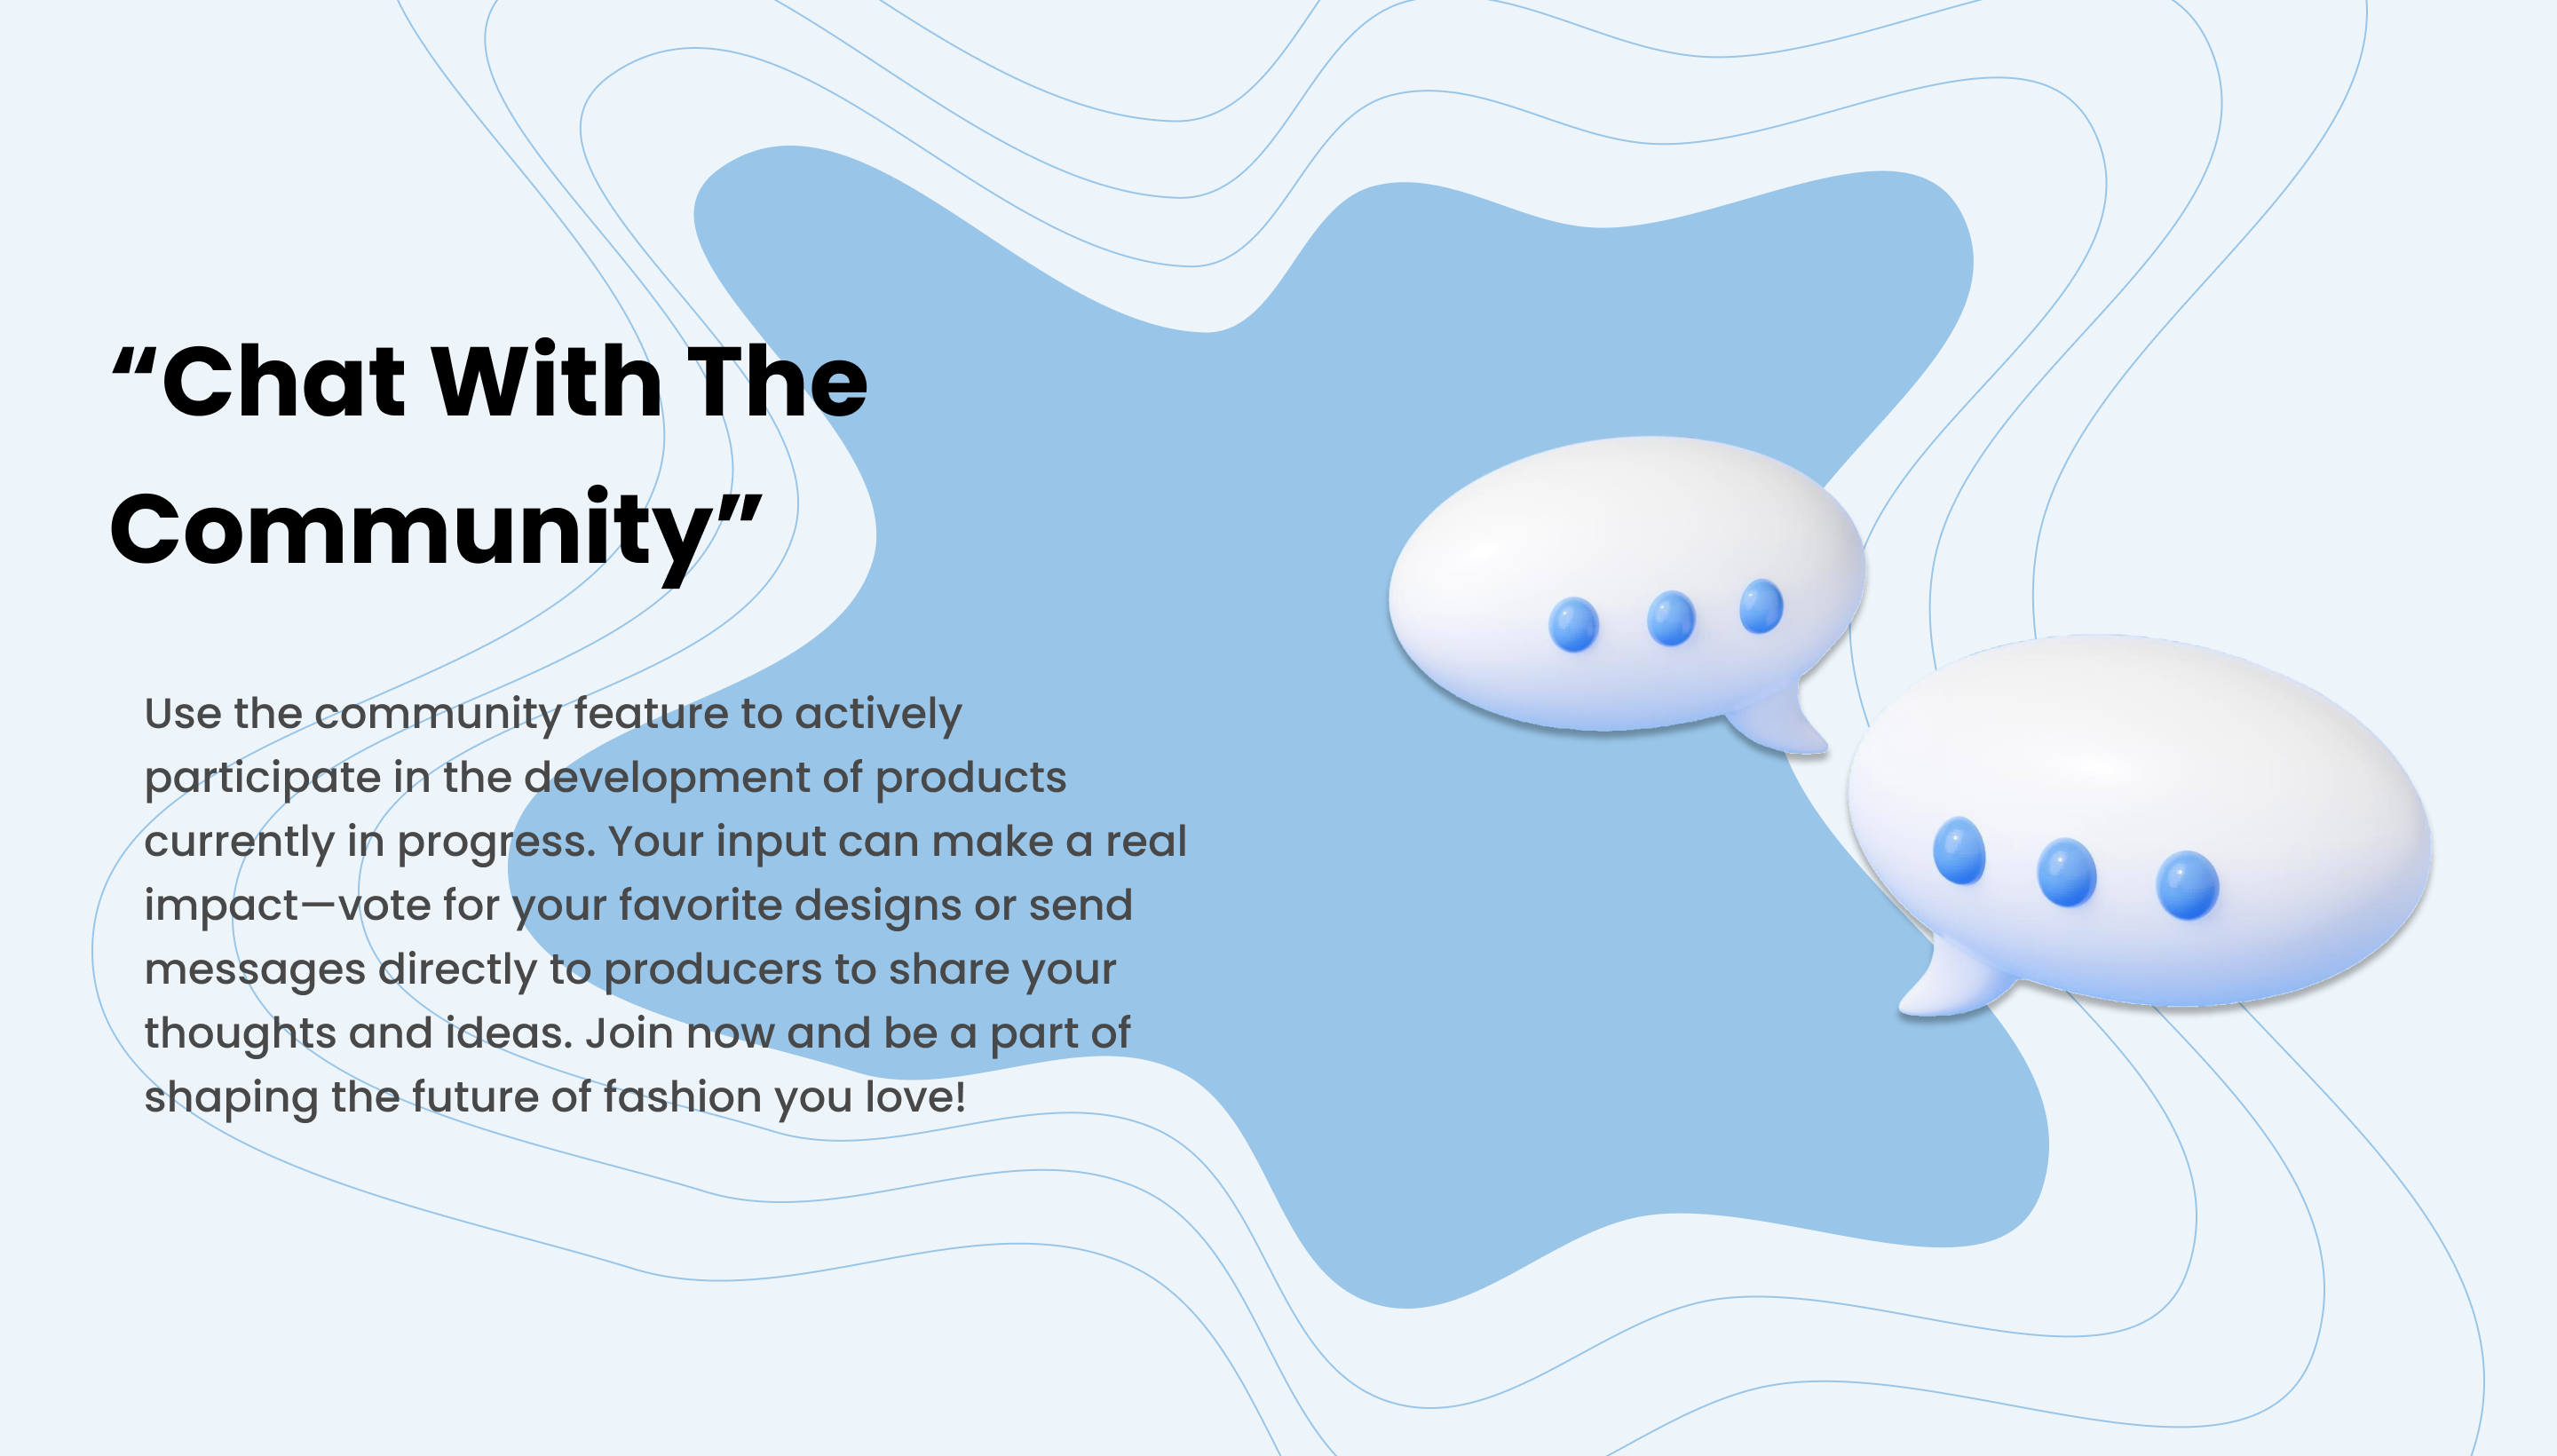 “Chat With The
Community”
Use the community feature to actively
participate in the development of products
currently in progress. Your input can make a real
impact—vote for your favorite designs or send
messages directly to producers to share your
thoughts and ideas. Join now and be a part of
shaping the future of fashion you love!